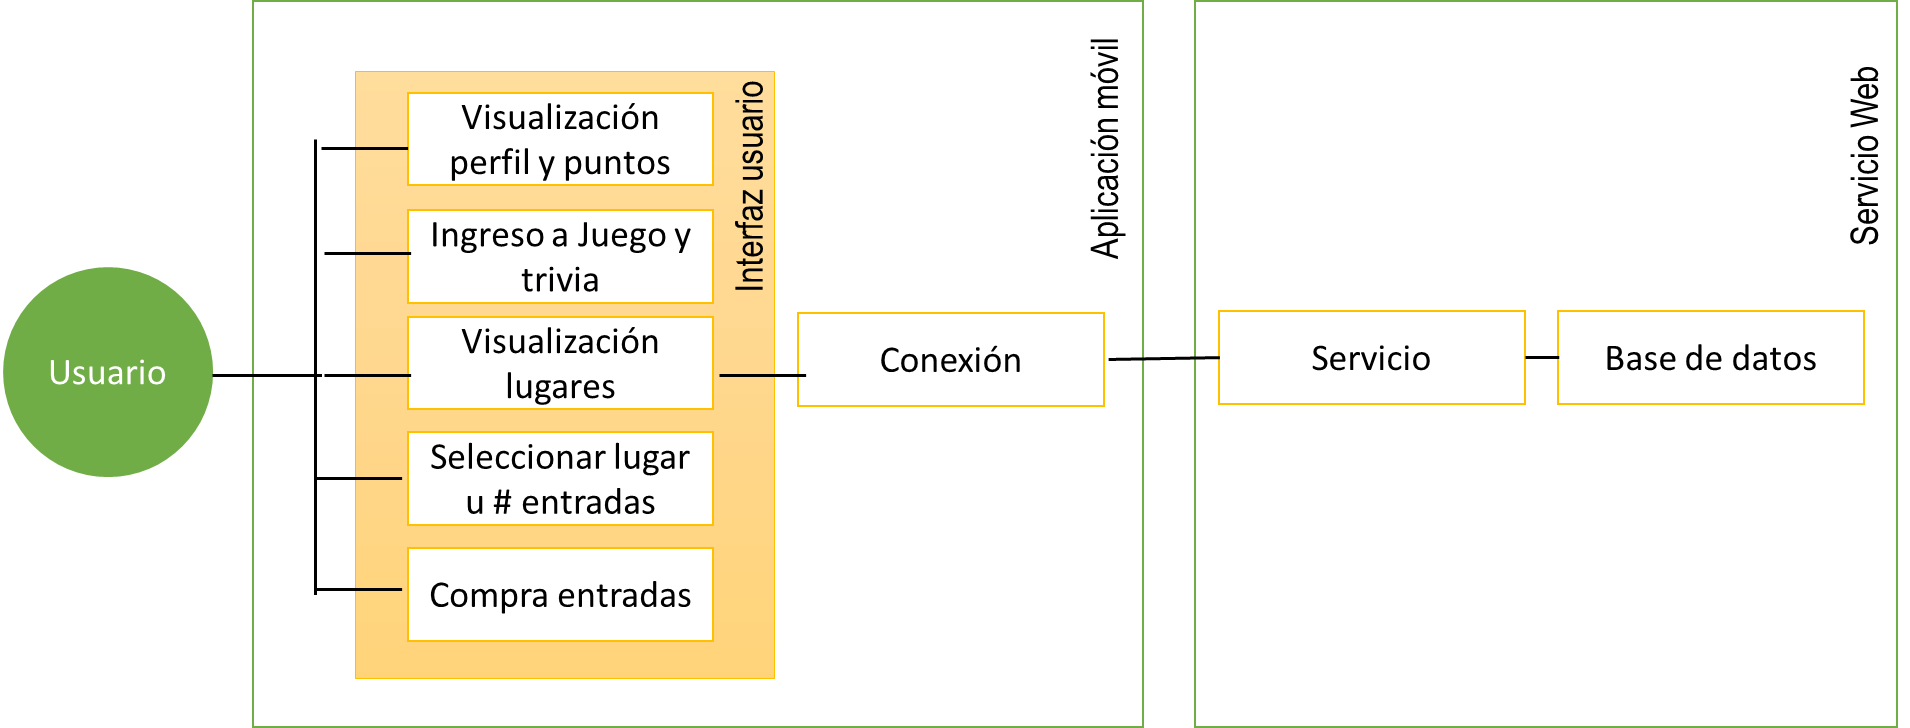 Usuario
Visualización
perfil y puntos
Ingreso a Juego y
trivia
Visualización
lugares
Seleccionar lugar
u # entradas
Compra entradas
Interfaz usuario
Conexión
Aplicación móvil
Servicio
Base de datos
Servicio Web